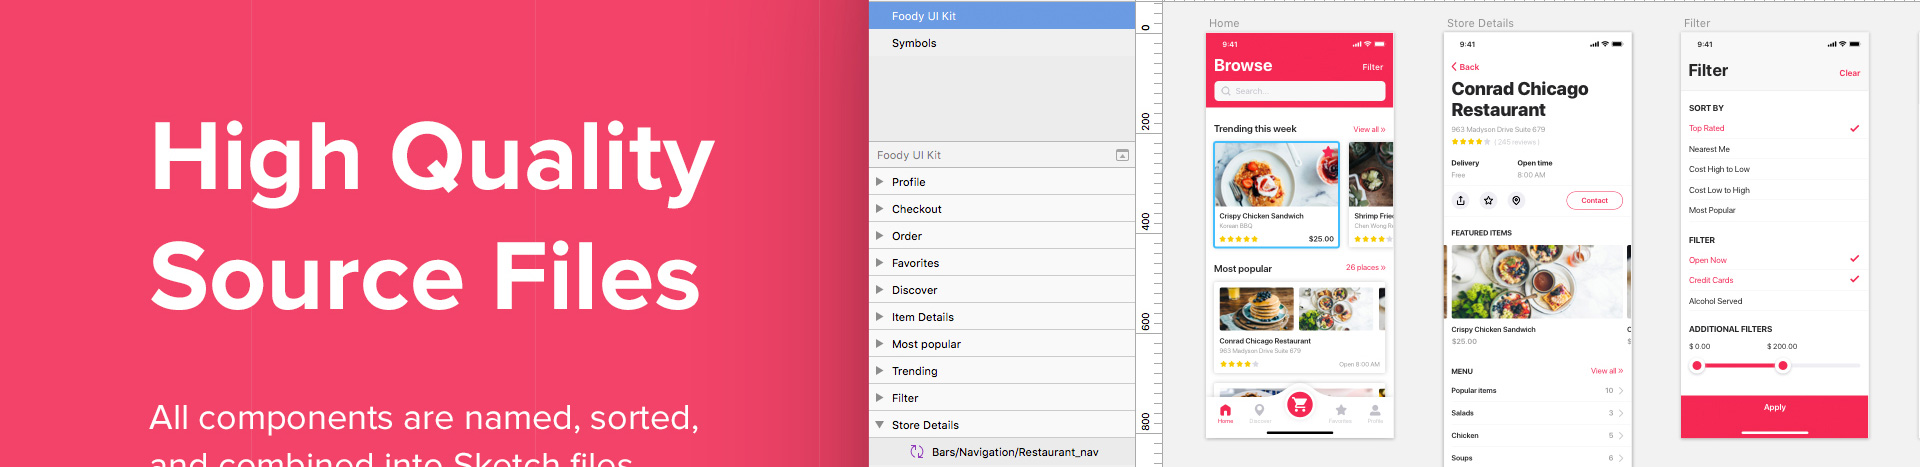 High Quality
Source Files
All components are named, sorted,
and combined into Sketch files
Foody UI Kit
Symbols
Foody UI Kit
Profile
Checkout
Order
Favorites
Discover
Item Details
Most popular
Trending
Filter
Store Details
Bars/Navigation/Restaurant_nav
0
200
400
600
800
Home
9:41
Browse
Filter
Search...
Trending this week
View all »
Crispy Chicken Sandwich
Korean BBQ
$25.00
Shrimp Frie
Chen Wong Re
Most popular
26 places »
Conrad Chicago Restaurant
963 Madyson Drive Suite 679
Open 8:00 AM
Home
Discover
Favorites
Profile
Store Details
9:41
Back
Conrad Chicago
Restaurant
963 Madyson Drive Suite 679
( 245 reviews )
Delivery
Open time
Free
8:00 AM
Contact
FEATURED ITEMS
Crispy Chicken Sandwich
$25.00
C
$
MENU
View all »
Popular items
10
Salads
3
Chicken
5
Soups
6
Filter
9:41
Filter
Clear
SORT BY
Top Rated
Nearest Me
Cost High to Low
Cost Low to High
Most Popular
FILTER
Open Now
Credit Cards
Alcohol Served
ADDITIONAL FILTERS
$ 0.00
$ 200.00
Apply